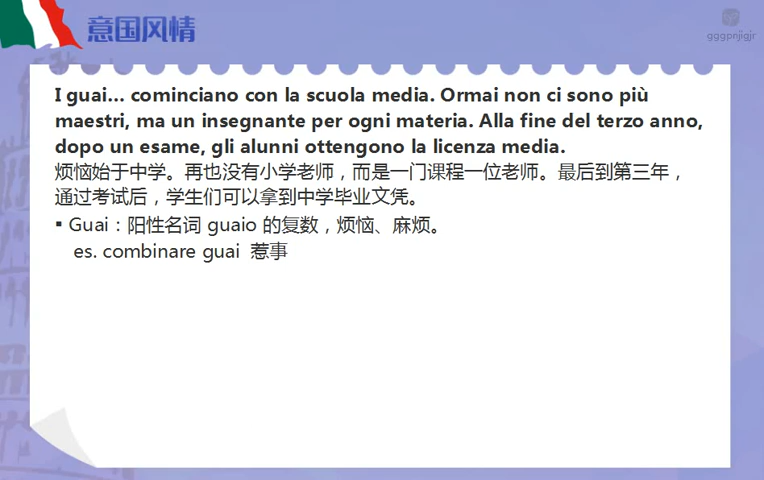 意国风情
gggpnjigjr
I guai... cominciano con la scuola media. Ormai non ci sono più
maestri, ma un insegnante per ogni materia. Alla fine del terzo anno,
dopo un esame, gli alunni ottengono la licenza media.
烦恼始于中学。再也没有小学老师，而是一门课程一位老师。最后到第三年，
通过考试后，学生们可以拿到中学毕业文凭。
▪ Guai：阳性名词 guaio 的复数，烦恼、麻烦。
es. combinare guai 惹事